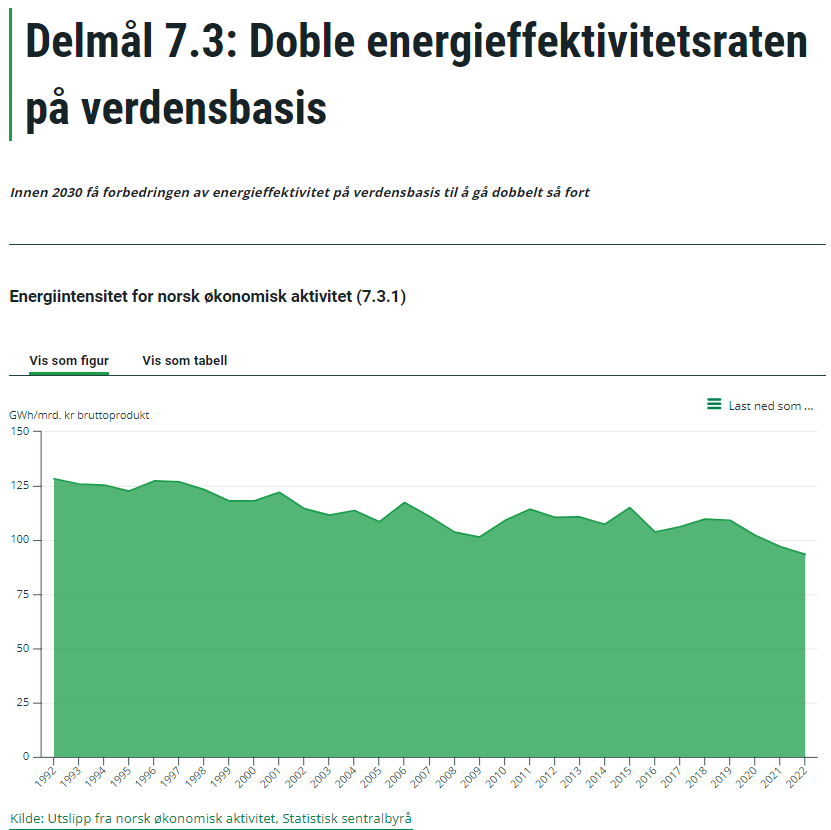 Delmål 7.3: Doble energieffektivitetsraten
på verdensbasis
Innen 2030 få forbedringen av energieffektivitet på verdensbasis til å gå dobbelt så fort
Energiintensitet for norsk økonomisk aktivitet (7.3.1)
Vis som figur Vis som tabell
Last ned som ...
GWh/mrd. kr bruttoprodukt
150
125
100
75
50
25
0
1992 1993 1994 1995 1996 1997 1998 1999 2000 2001 2002 2003 2004 2005 2006 2007 2008 2009 2010 2011 2012 2013 2014 2015 2016 2017 2018 2019 2020 2021 2022
Kilde: Utslipp fra norsk økonomisk aktivitet, Statistisk sentralbyrå